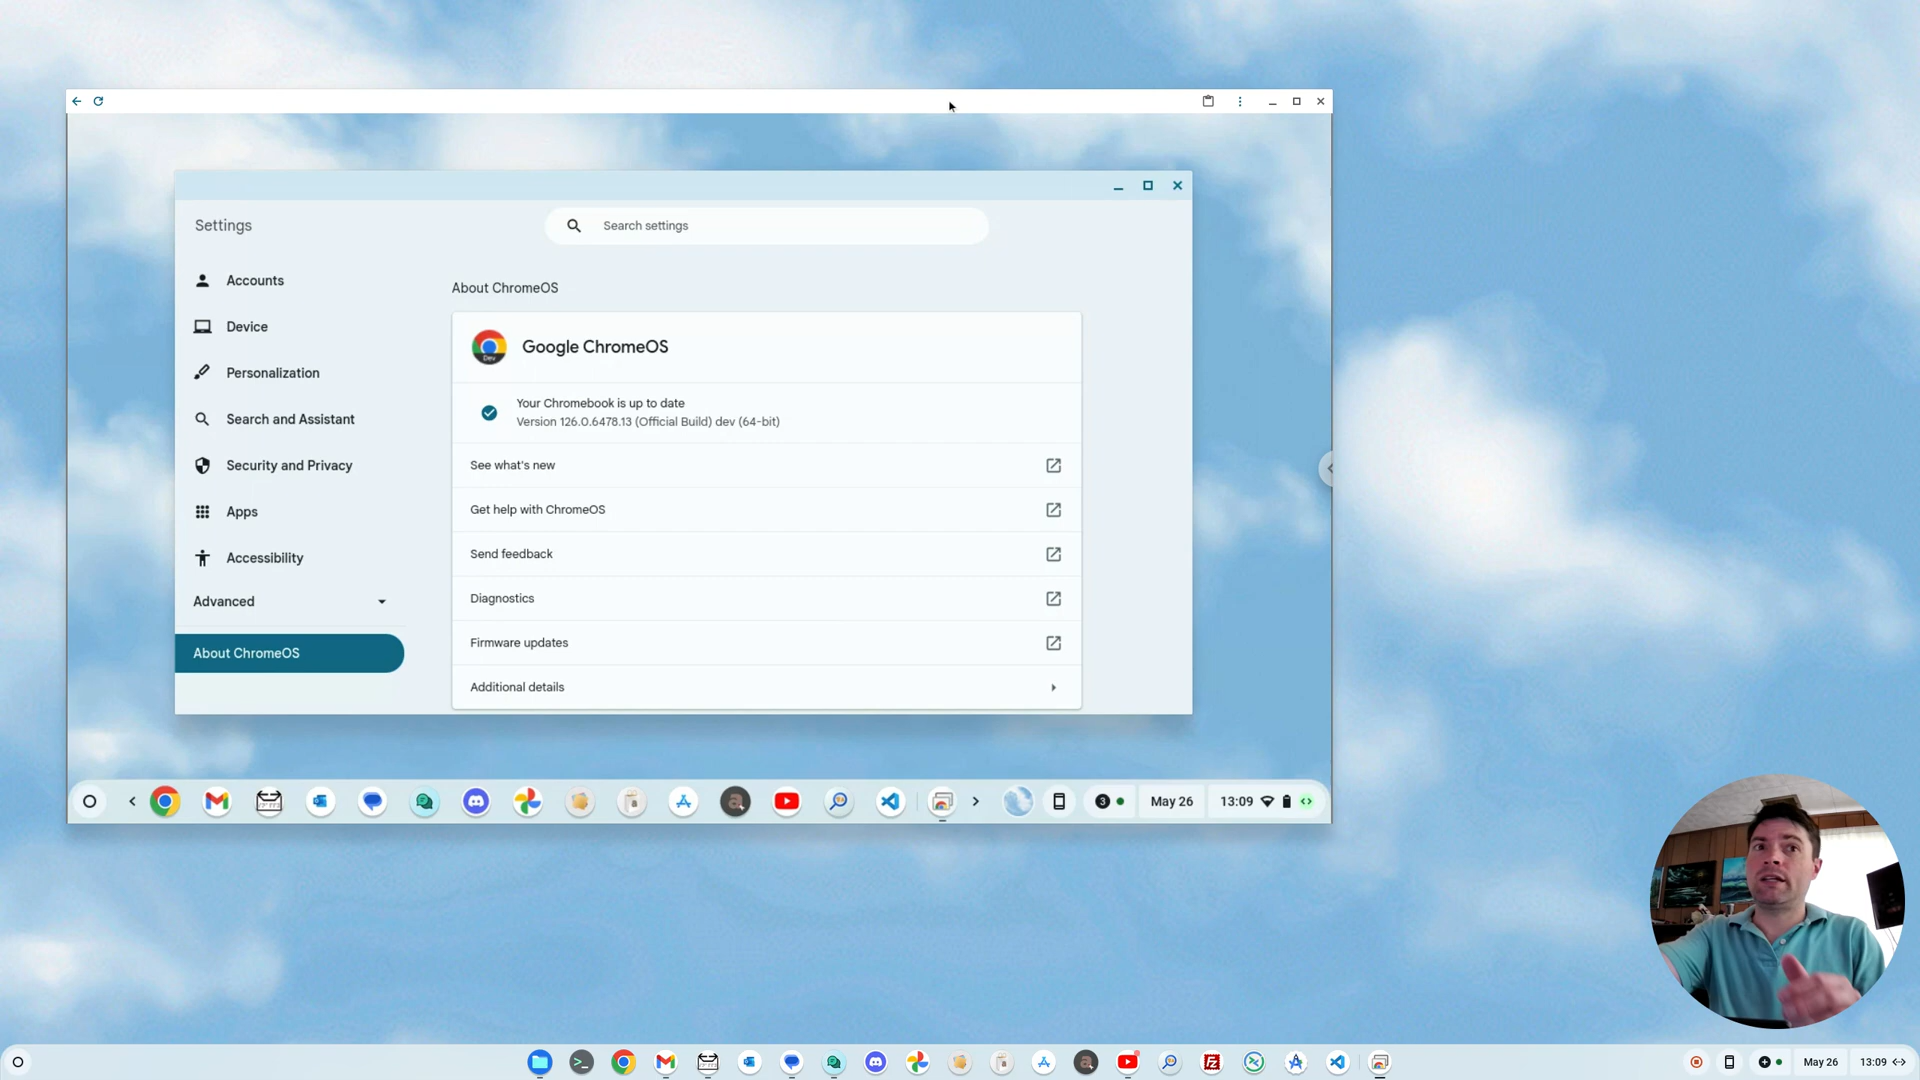 Settings
Search settings
Accounts
Device
Personalization
Search and Assistant
Security and Privacy
Apps
Accessibility
Advanced
About ChromeOS
About ChromeOS
Dev
Google ChromeOS
Your Chromebook is up to date
Version 126.0.6478.13 (Official Build) dev (64-bit)
See what's new
Get help with ChromeOS
Send feedback
Diagnostics
Firmware updates
Additional details
3
May 26
13:09
May 26
13:09